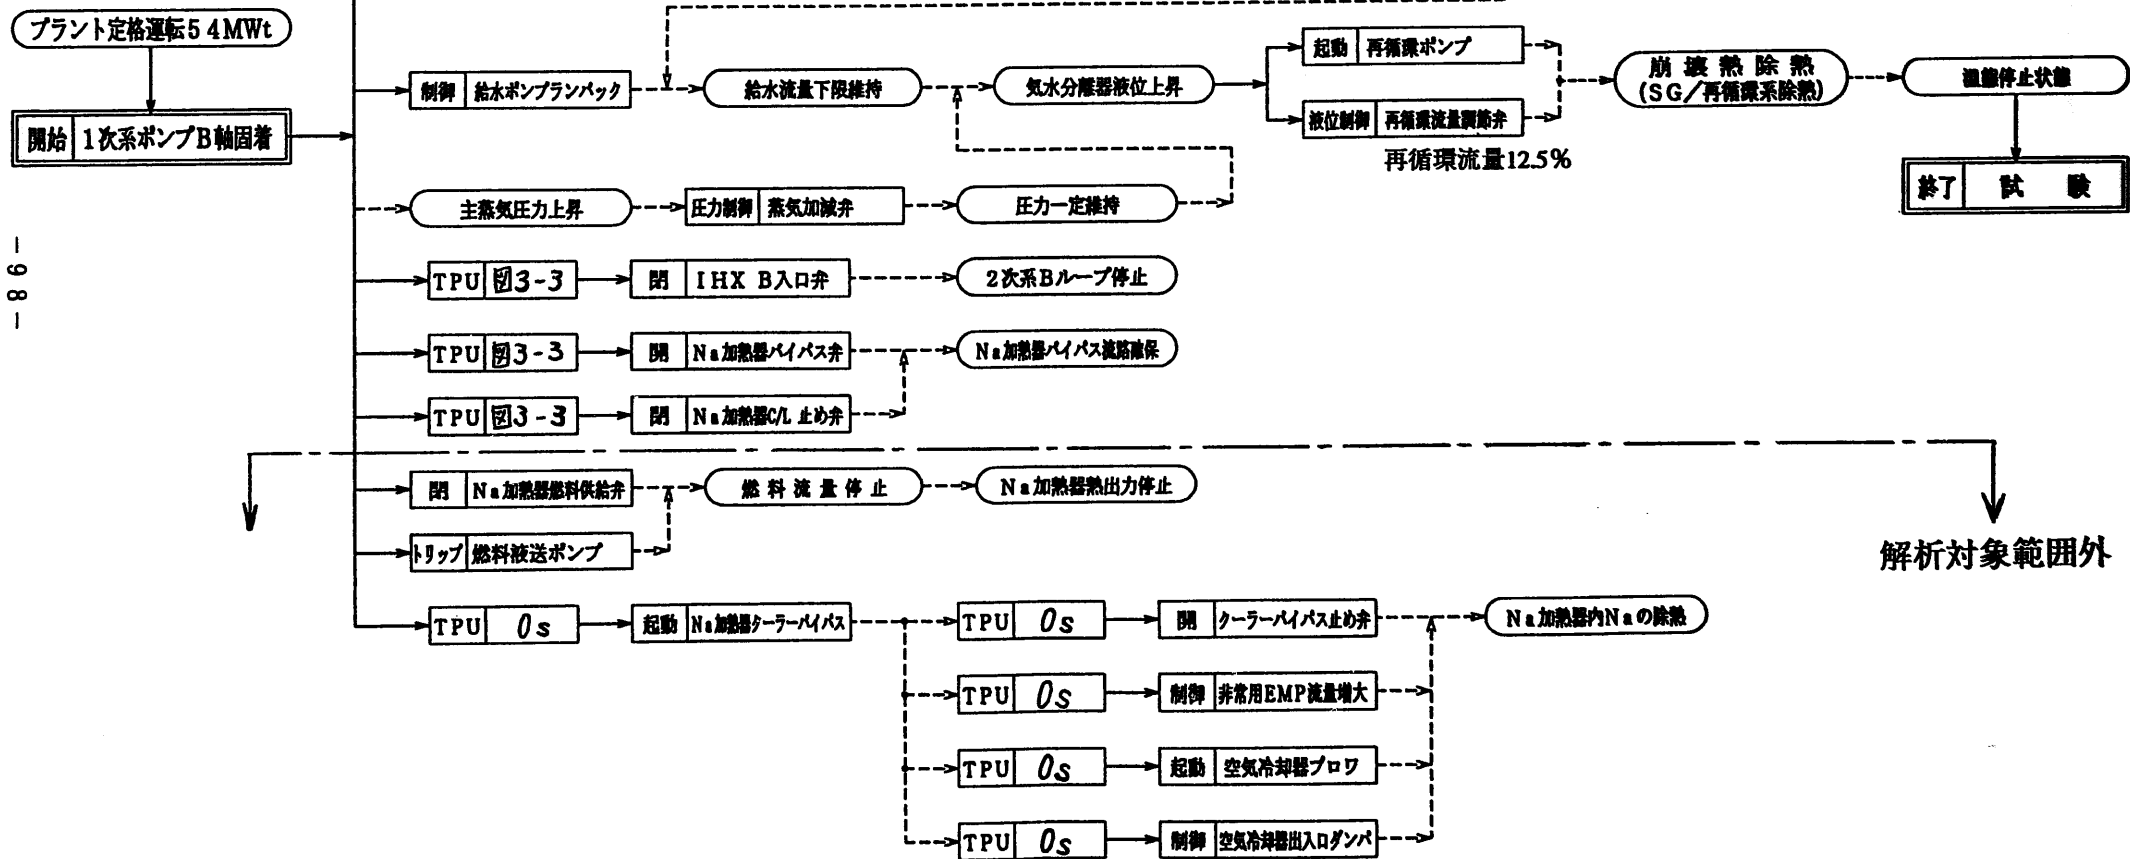 プラント定格運転54MWt
開始 1次系ポンプB軸固着
制御 給水ポンプランバック
給水流量下限維持
気水分離器液位上昇
起動 再循環ポンプ
液位制御 再循環流量調節弁
再循環流量12.5%
崩壊熱除熱
(SG/再循環系除熱)
温態停止状態
終了 試 験
主蒸気圧力上昇
圧力制御 蒸気加減弁
圧力一定維持
TPU 図3-3
閉 IHX B入口弁
2次系Bループ停止
TPU 図3-3
開 Na加熱器バイパス弁
Na加熱器バイパス流路確保
TPU 図3-3
閉 Na加熱器C/L 止め弁
閉 Na加熱器燃料供給弁
燃料流量停止
Na加熱器熱出力停止
トリップ 燃料液送ポンプ
解析対象範囲外
TPU 0s
起動 Na加熱器クーラーバイパス
TPU 0s
開 クーラーバイパス止め弁
Na加熱器内Naの除熱
TPU 0s
制御 非常用EMP流量増大
TPU 0s
起動 空気冷却器ブロワ
TPU 0s
制御 空気冷却器出入口ダンパ
-98-